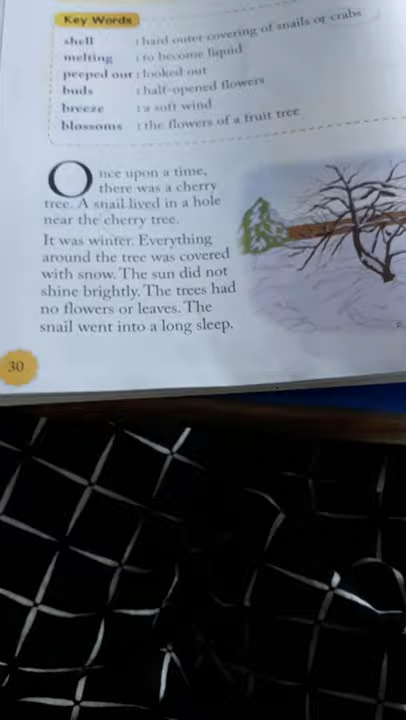 Key Words
shell : hard outer covering of snails or crabs
melting : to become liquid
peeped out : looked out
buds : half-opened flowers
breeze : a soft wind
blossoms : the flowers of a fruit tree
Once upon a time,
there was a cherry
tree. A snail lived in a hole
near the cherry tree.
It was winter. Everything
around the tree was covered
with snow. The sun did not
shine brightly. The trees had
no flowers or leaves. The
snail went into a long sleep.
30